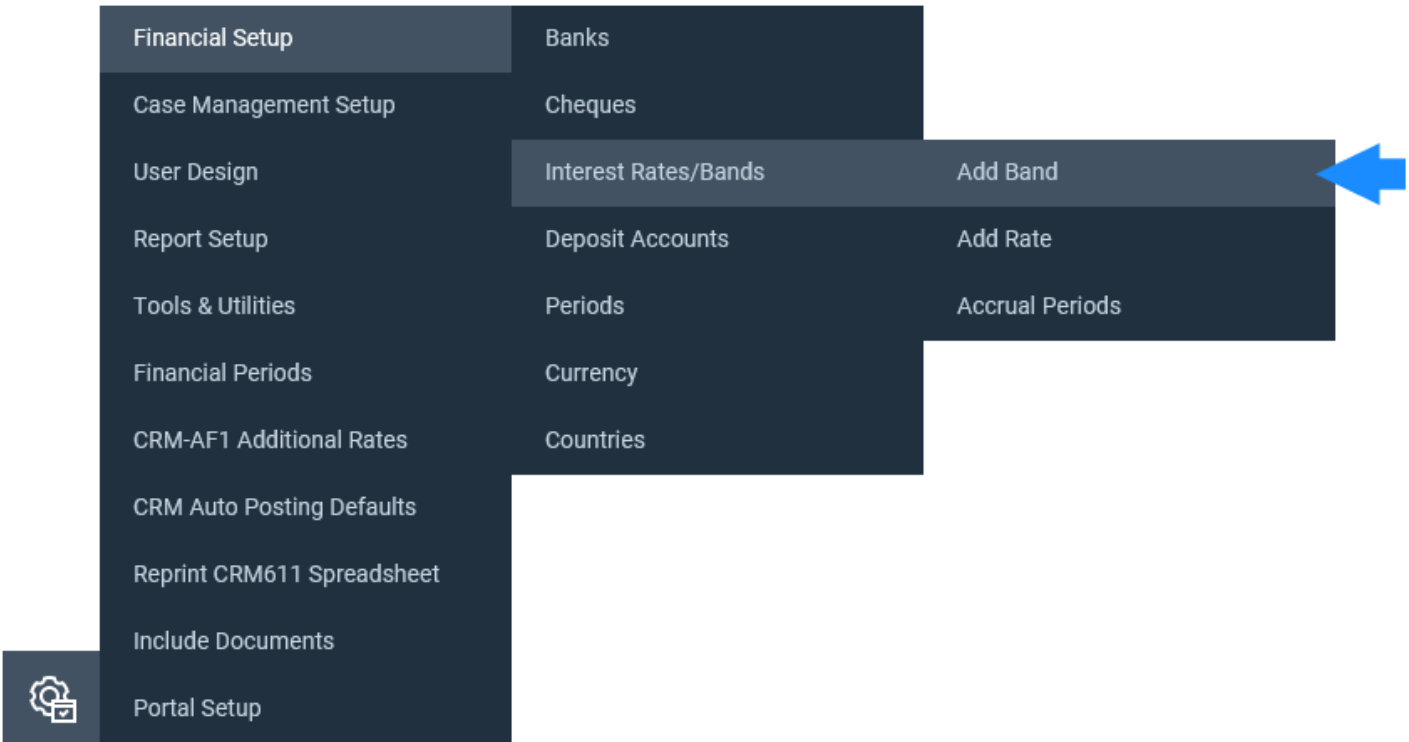 Financial Setup
Case Management Setup
User Design
Report Setup
Tools & Utilities
Financial Periods
CRM-AF1 Additional Rates
CRM Auto Posting Defaults
Reprint CRM611 Spreadsheet
Include Documents
Portal Setup
Banks
Cheques
Interest Rates/Bands
Deposit Accounts
Periods
Currency
Countries
Add Band
Add Rate
Accrual Periods